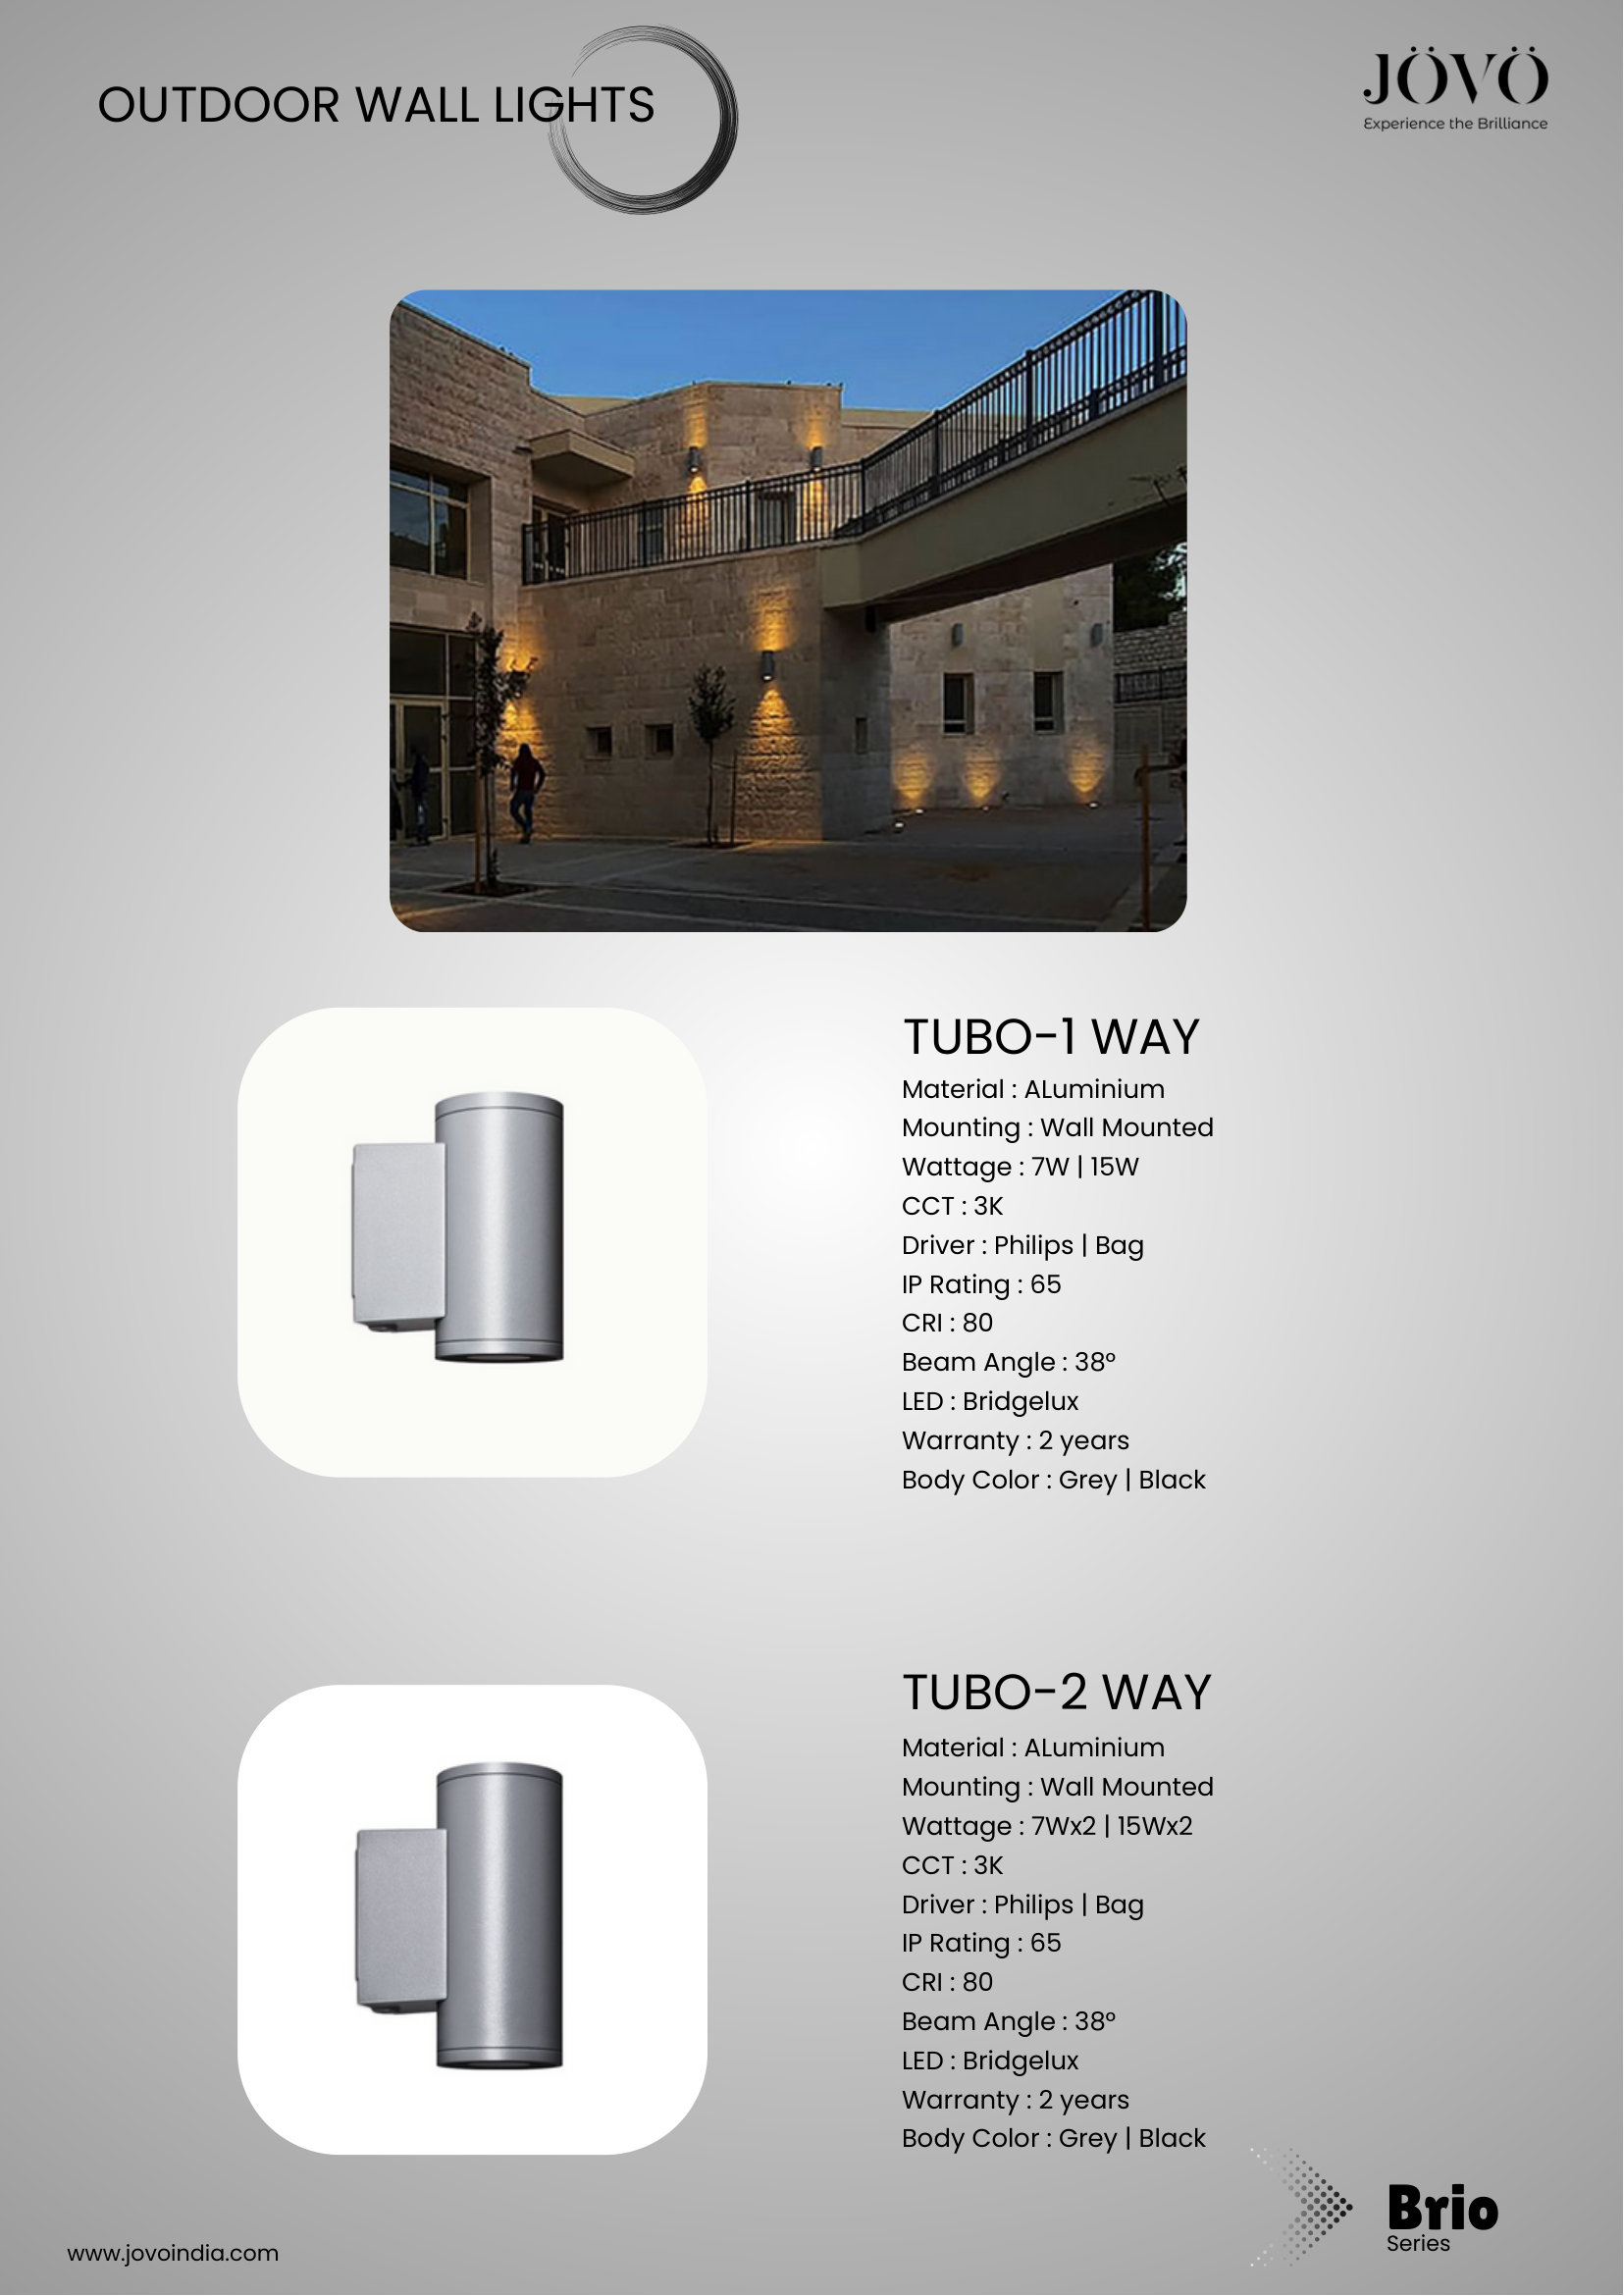 OUTDOOR WALL LIGHTS
JÖVÖ
Experience the Brilliance
TUBO-1 WAY
Material : ALuminium
Mounting : Wall Mounted
Wattage : 7W | 15W
CCT : 3K
Driver : Philips | Bag
IP Rating : 65
CRI : 80
Beam Angle : 38º
LED : Bridgelux
Warranty : 2 years
Body Color : Grey | Black
TUBO-2 WAY
Material : ALuminium
Mounting : Wall Mounted
Wattage : 7Wx2 | 15Wx2
CCT : 3K
Driver : Philips | Bag
IP Rating : 65
CRI : 80
Beam Angle : 38º
LED : Bridgelux
Warranty : 2 years
Body Color : Grey | Black
Brio
Series
www.jovoindia.com